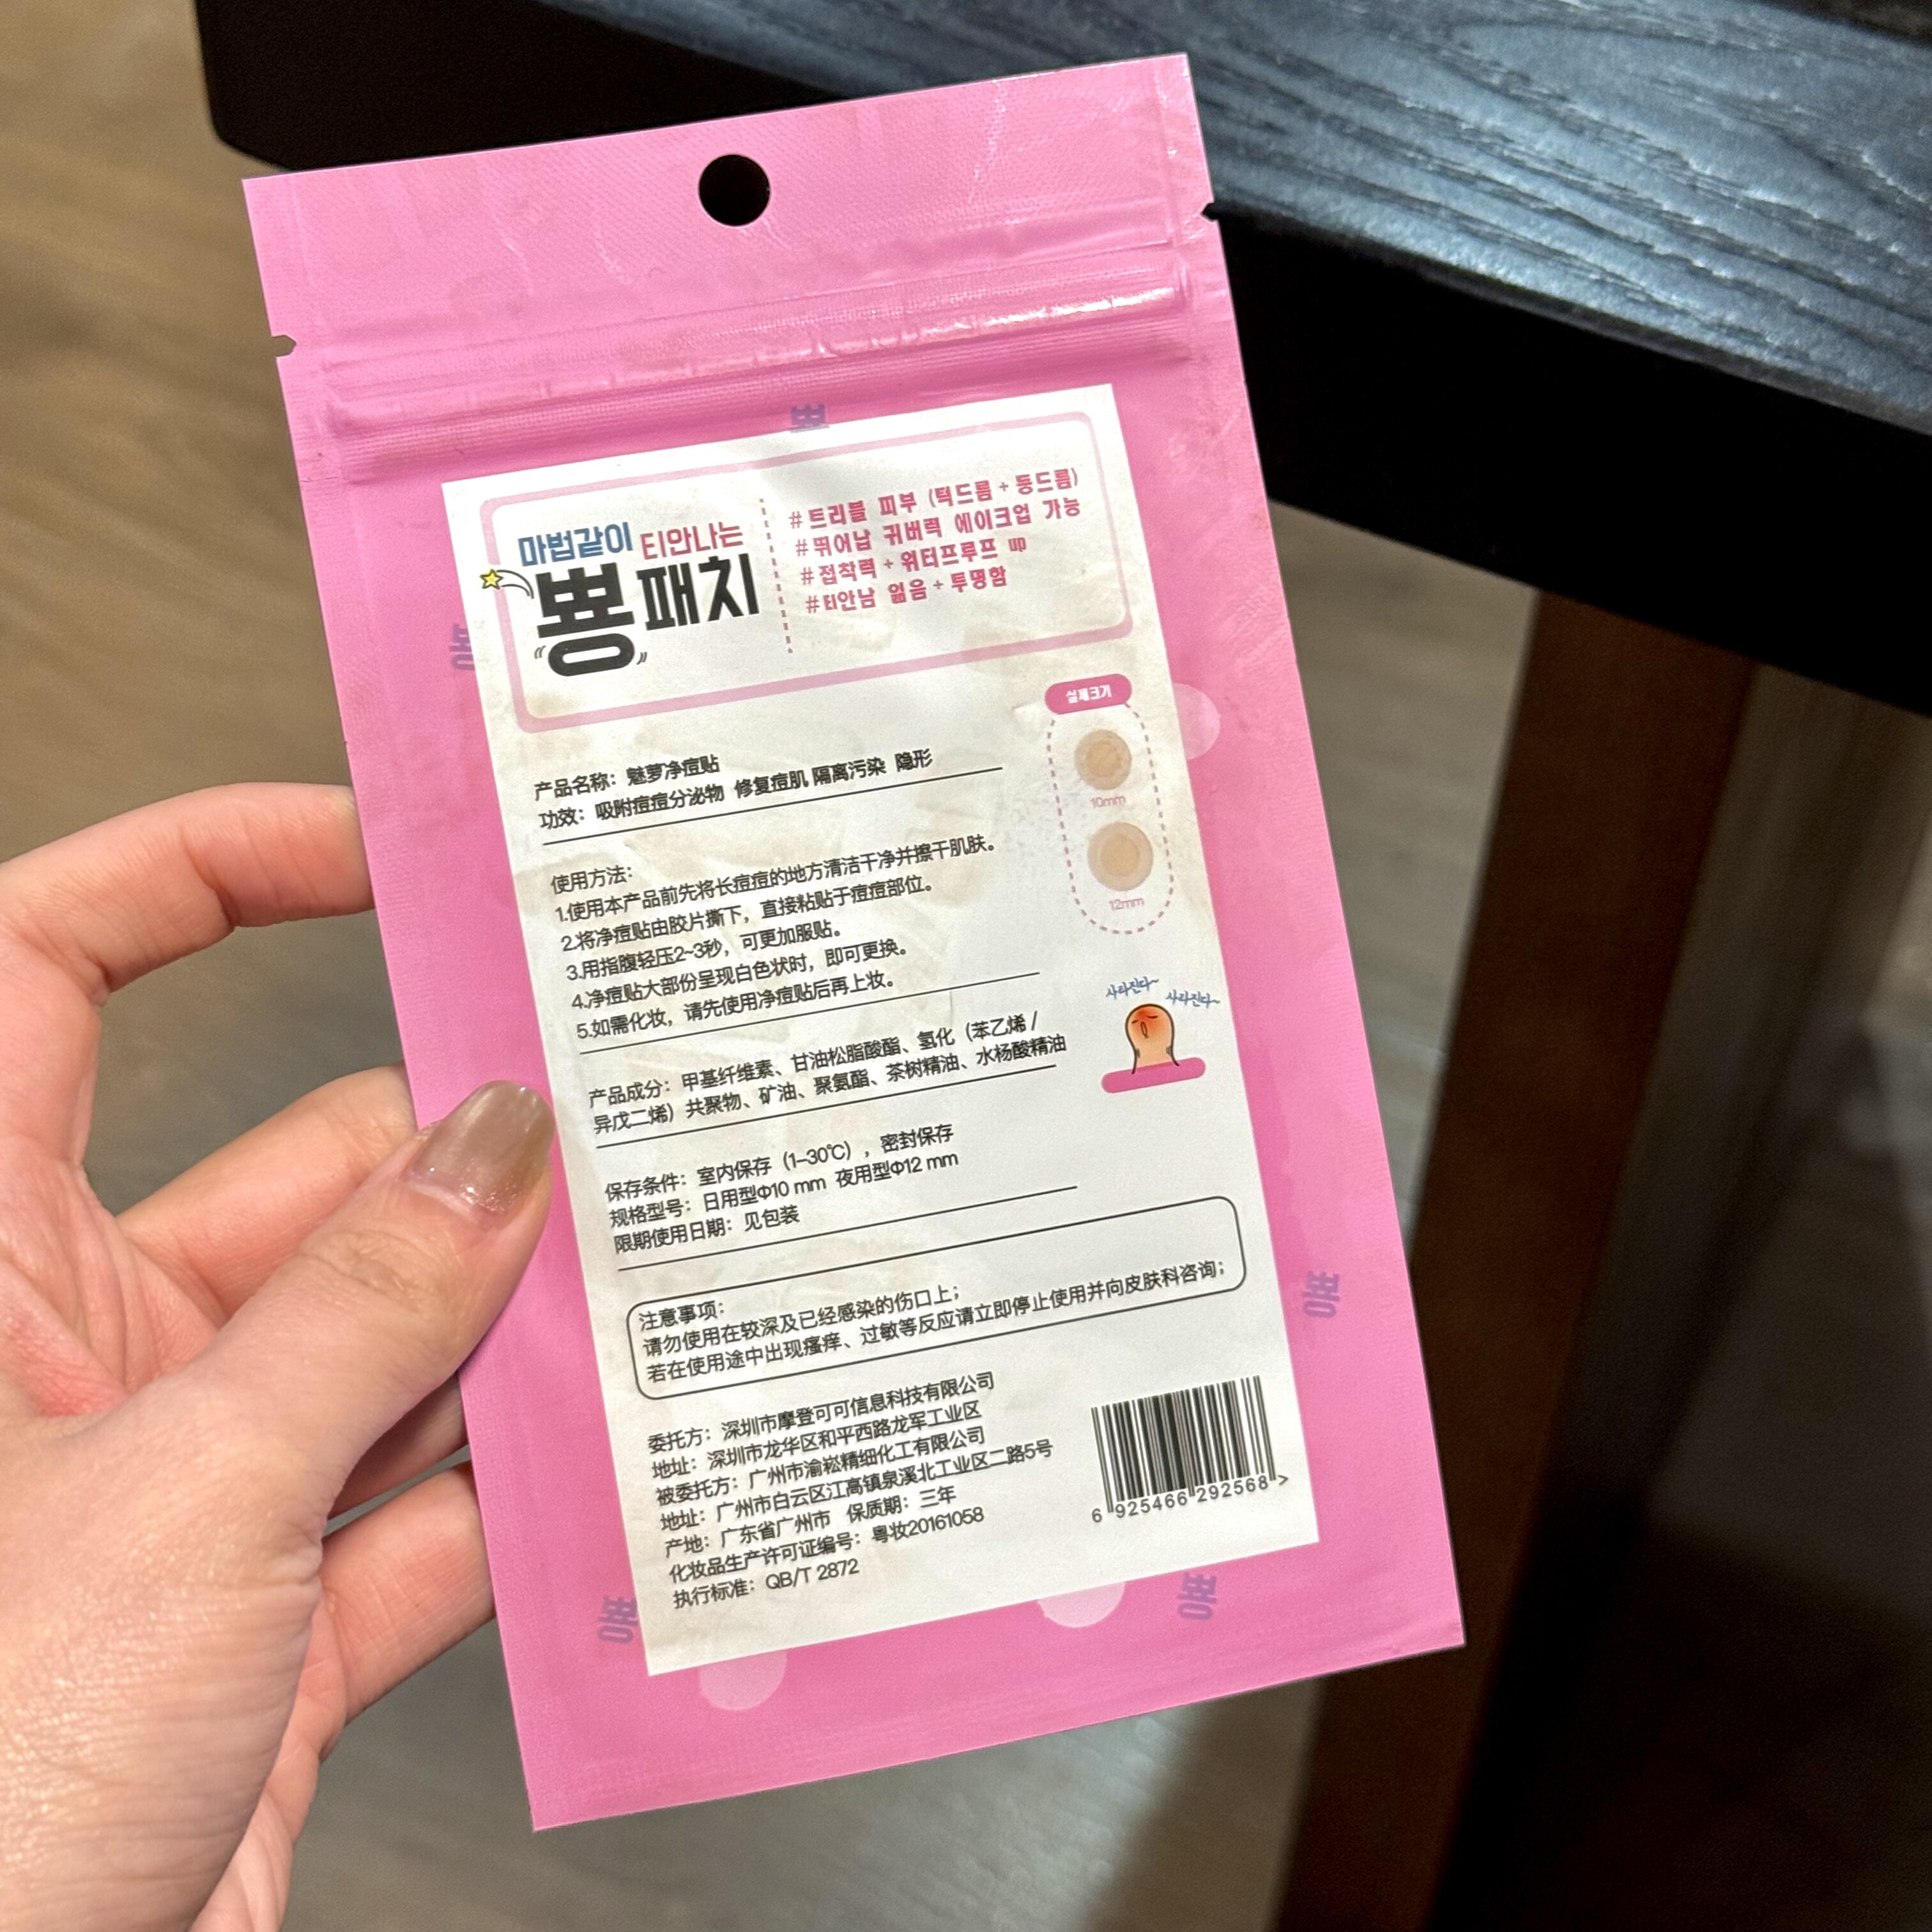 뿅
마법같이 티안나는
뿅패치
#트리블 피부 (턱드름+등드름)
#뛰어납 귀버력 에이크업 가능
#접착력+워터프루프 up
#티안남 없음+투명함
실제크기
10mm
12mm
产品名称：魅萝净痘贴
功效：吸附痘痘分泌物 修复痘肌 隔离污染 隐形
使用方法：
1.使用本产品前先将长痘痘的地方清洁干净并擦干肌肤。
2.将净痘贴由胶片撕下，直接粘贴于痘痘部位。
3.用指腹轻压2~3秒，可更加服贴。
4.净痘贴大部份呈现白色状时，即可更换。
5.如需化妆，请先使用净痘贴后再上妆。
사라진다~ 사라진다~
产品成分：甲基纤维素、甘油松脂酸酯、氢化（苯乙烯/
异戊二烯）共聚物、矿油、聚氨酯、茶树精油、水杨酸精油
保存条件：室内保存（1-30℃），密封保存
规格型号：日用型Φ10 mm 夜用型Φ12 mm
限期使用日期：见包装
注意事项：
请勿使用在较深及已经感染的伤口上；
若在使用途中出现瘙痒、过敏等反应请立即停止使用并向皮肤科咨询；
委托方：深圳市摩登可可信息科技有限公司
地址：深圳市龙华区和平西路龙军工业区
被委托方：广州市渝崧精细化工有限公司
地址：广州市白云区江高镇泉溪北工业区二路5号
产地：广东省广州市 保质期：三年
化妆品生产许可证编号：粤妆20161058
执行标准：QB/T 2872
6 925466 292568 >
뿅
뿅
뿅
뿅